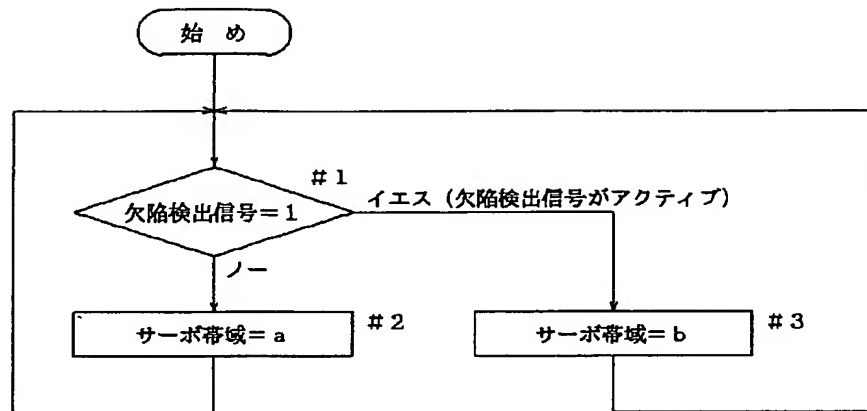 始 め
#1
イエス(欠陥検出信号がアクティブ)
欠陥検出信号=1
ノー
サーボ帯域=a
#2
サーボ帯域=b
#3